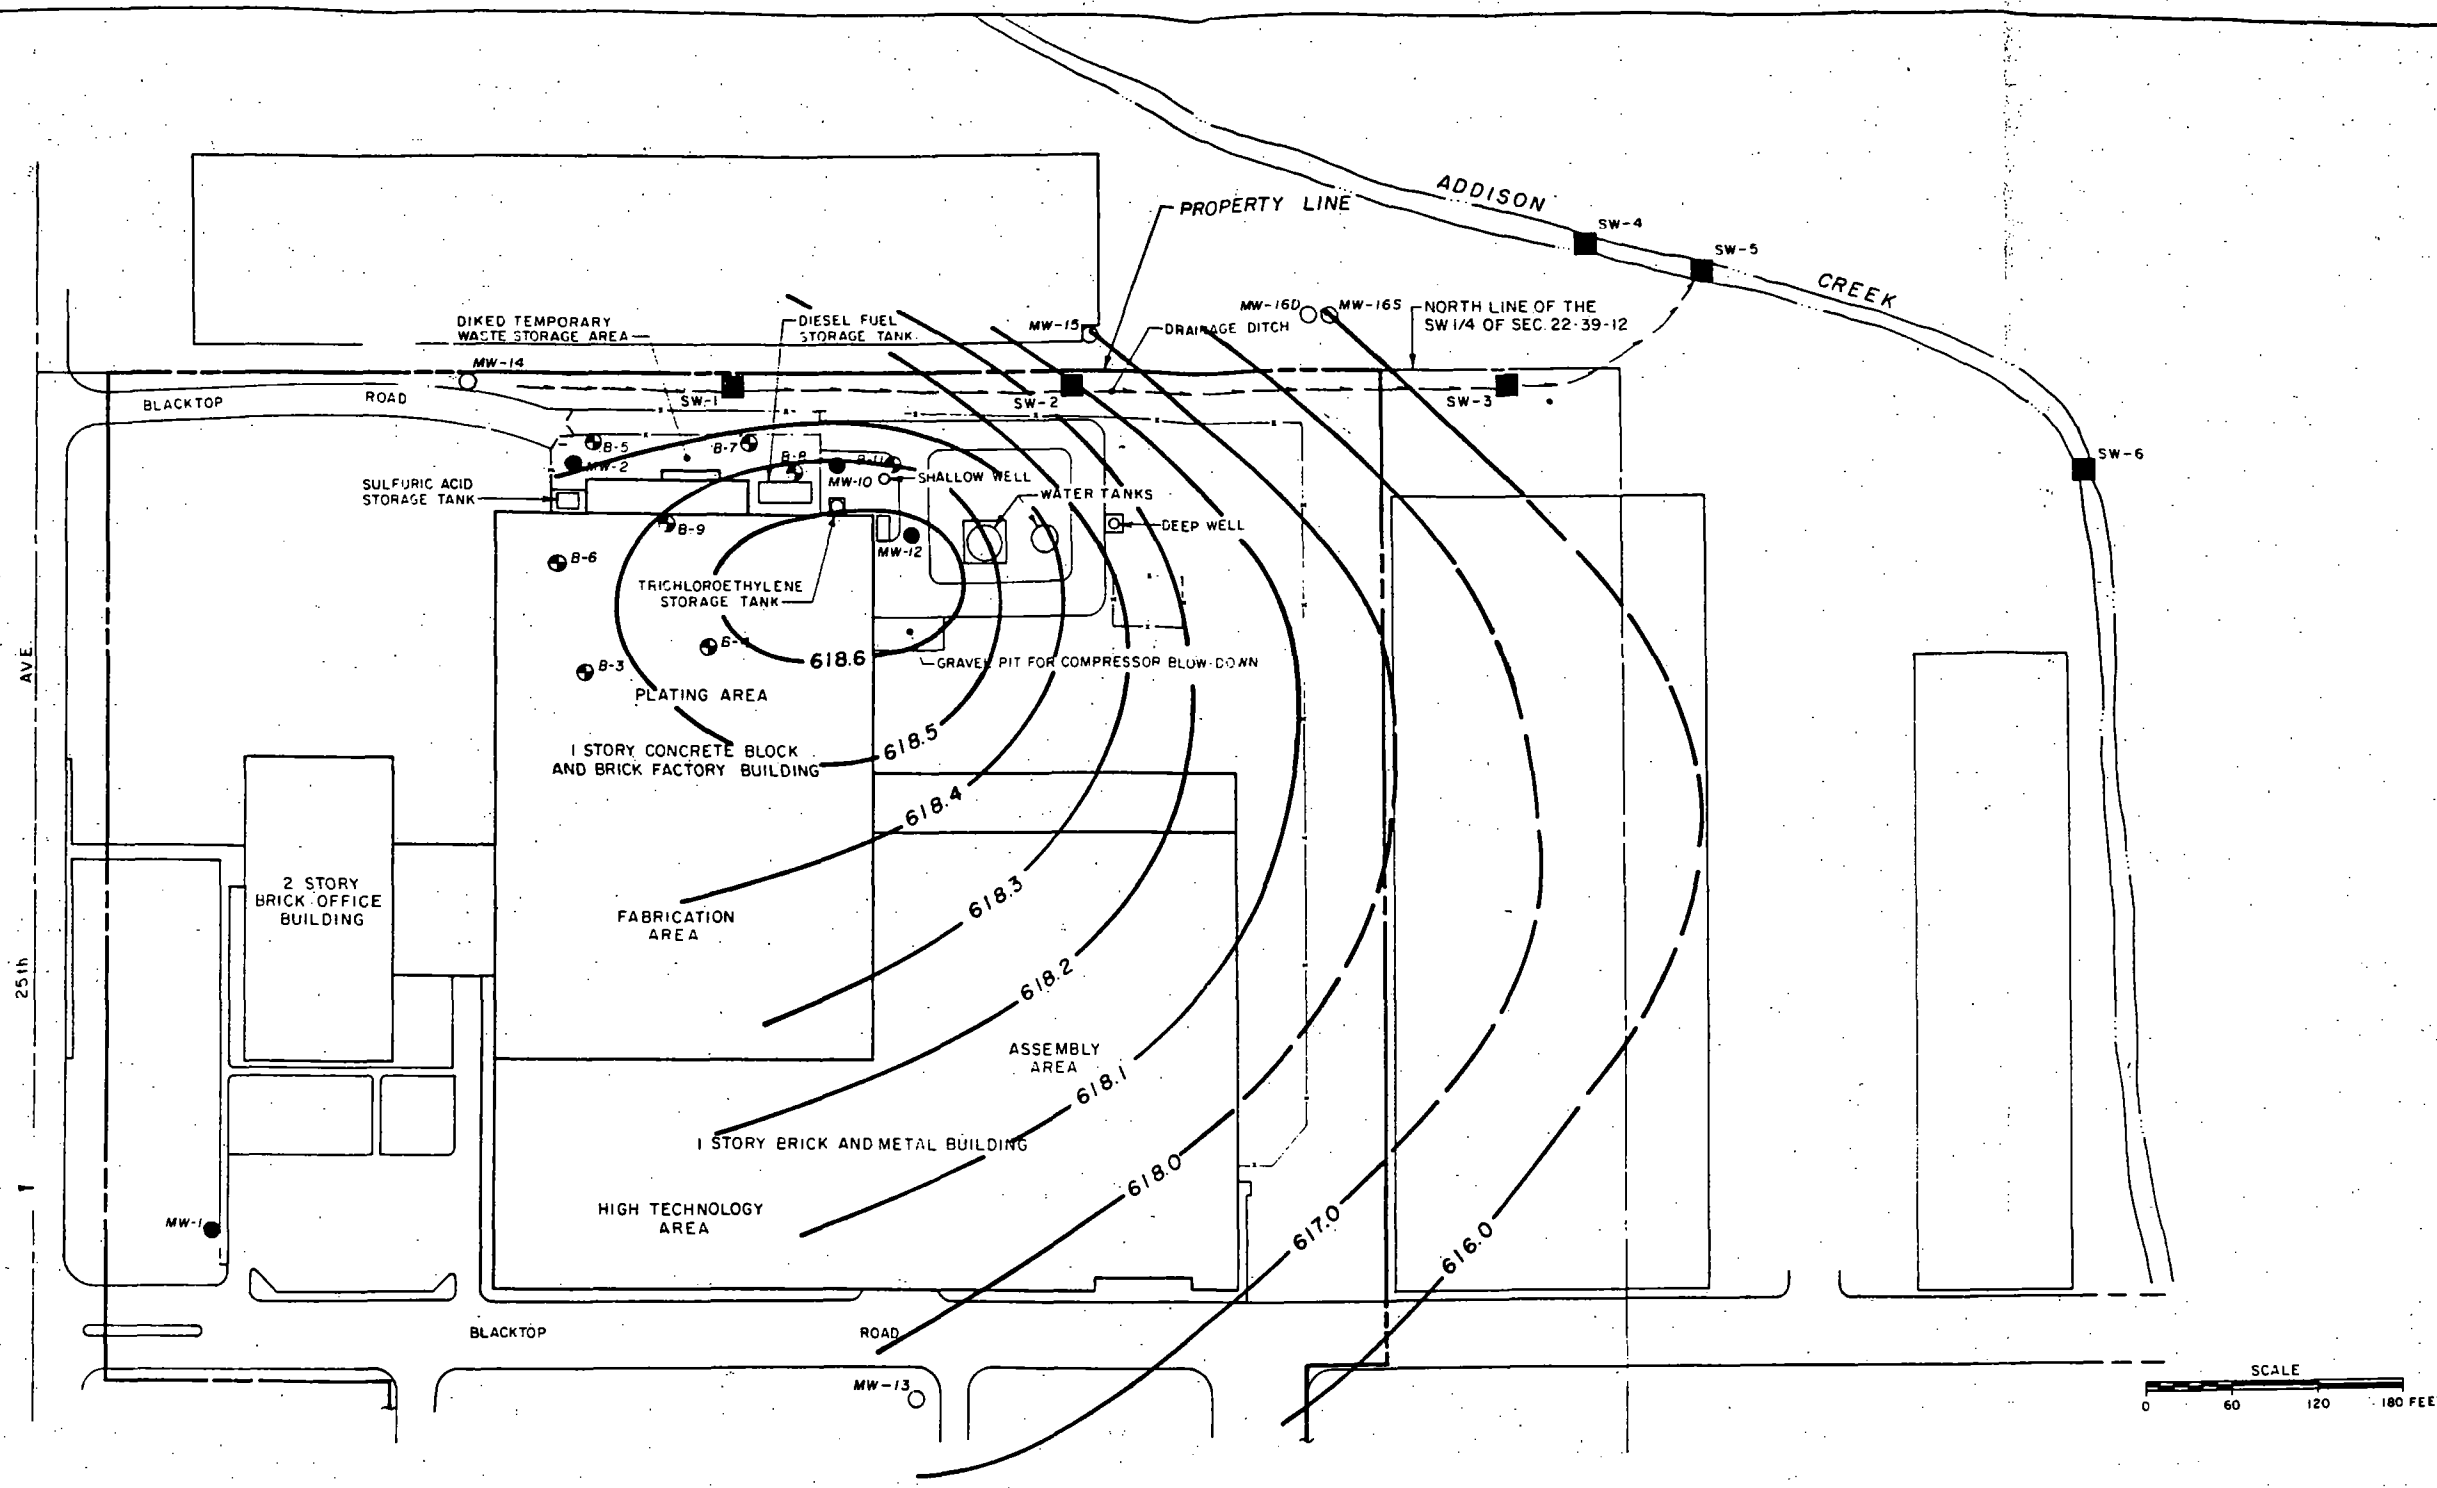 ADDISON
CREEK
PROPERTY LINE
SW-4
SW-5
SW-6
MW-16D
MW-16S
NORTH LINE OF THE
SW 1/4 OF SEC. 22-39-12
DIKED TEMPORARY
WASTE STORAGE AREA
DIESEL FUEL
STORAGE TANK
MW-15
DRAINAGE DITCH
MW-14
BLACKTOP ROAD
SW-1
SW-2
SW-3
B-5
MW-2
B-7
B-8
B-11
MW-10
SHALLOW WELL
SULFURIC ACID
STORAGE TANK
WATER TANKS
B-9
DEEP WELL
MW-12
B-6
TRICHLOROETHYLENE
STORAGE TANK
B-3
618.6
GRAVEL PIT FOR COMPRESSOR BLOW-DOWN
PLATING AREA
618.5
1 STORY CONCRETE BLOCK
AND BRICK FACTORY BUILDING
618.4
2 STORY
BRICK OFFICE
BUILDING
618.3
FABRICATION
AREA
618.2
ASSEMBLY
AREA
618.1
1 STORY BRICK AND METAL BUILDING
618.0
HIGH TECHNOLOGY
AREA
617.0
616.0
25th AVE.
MW-1
BLACKTOP ROAD
MW-13
SCALE
0 60 120 180 FEE